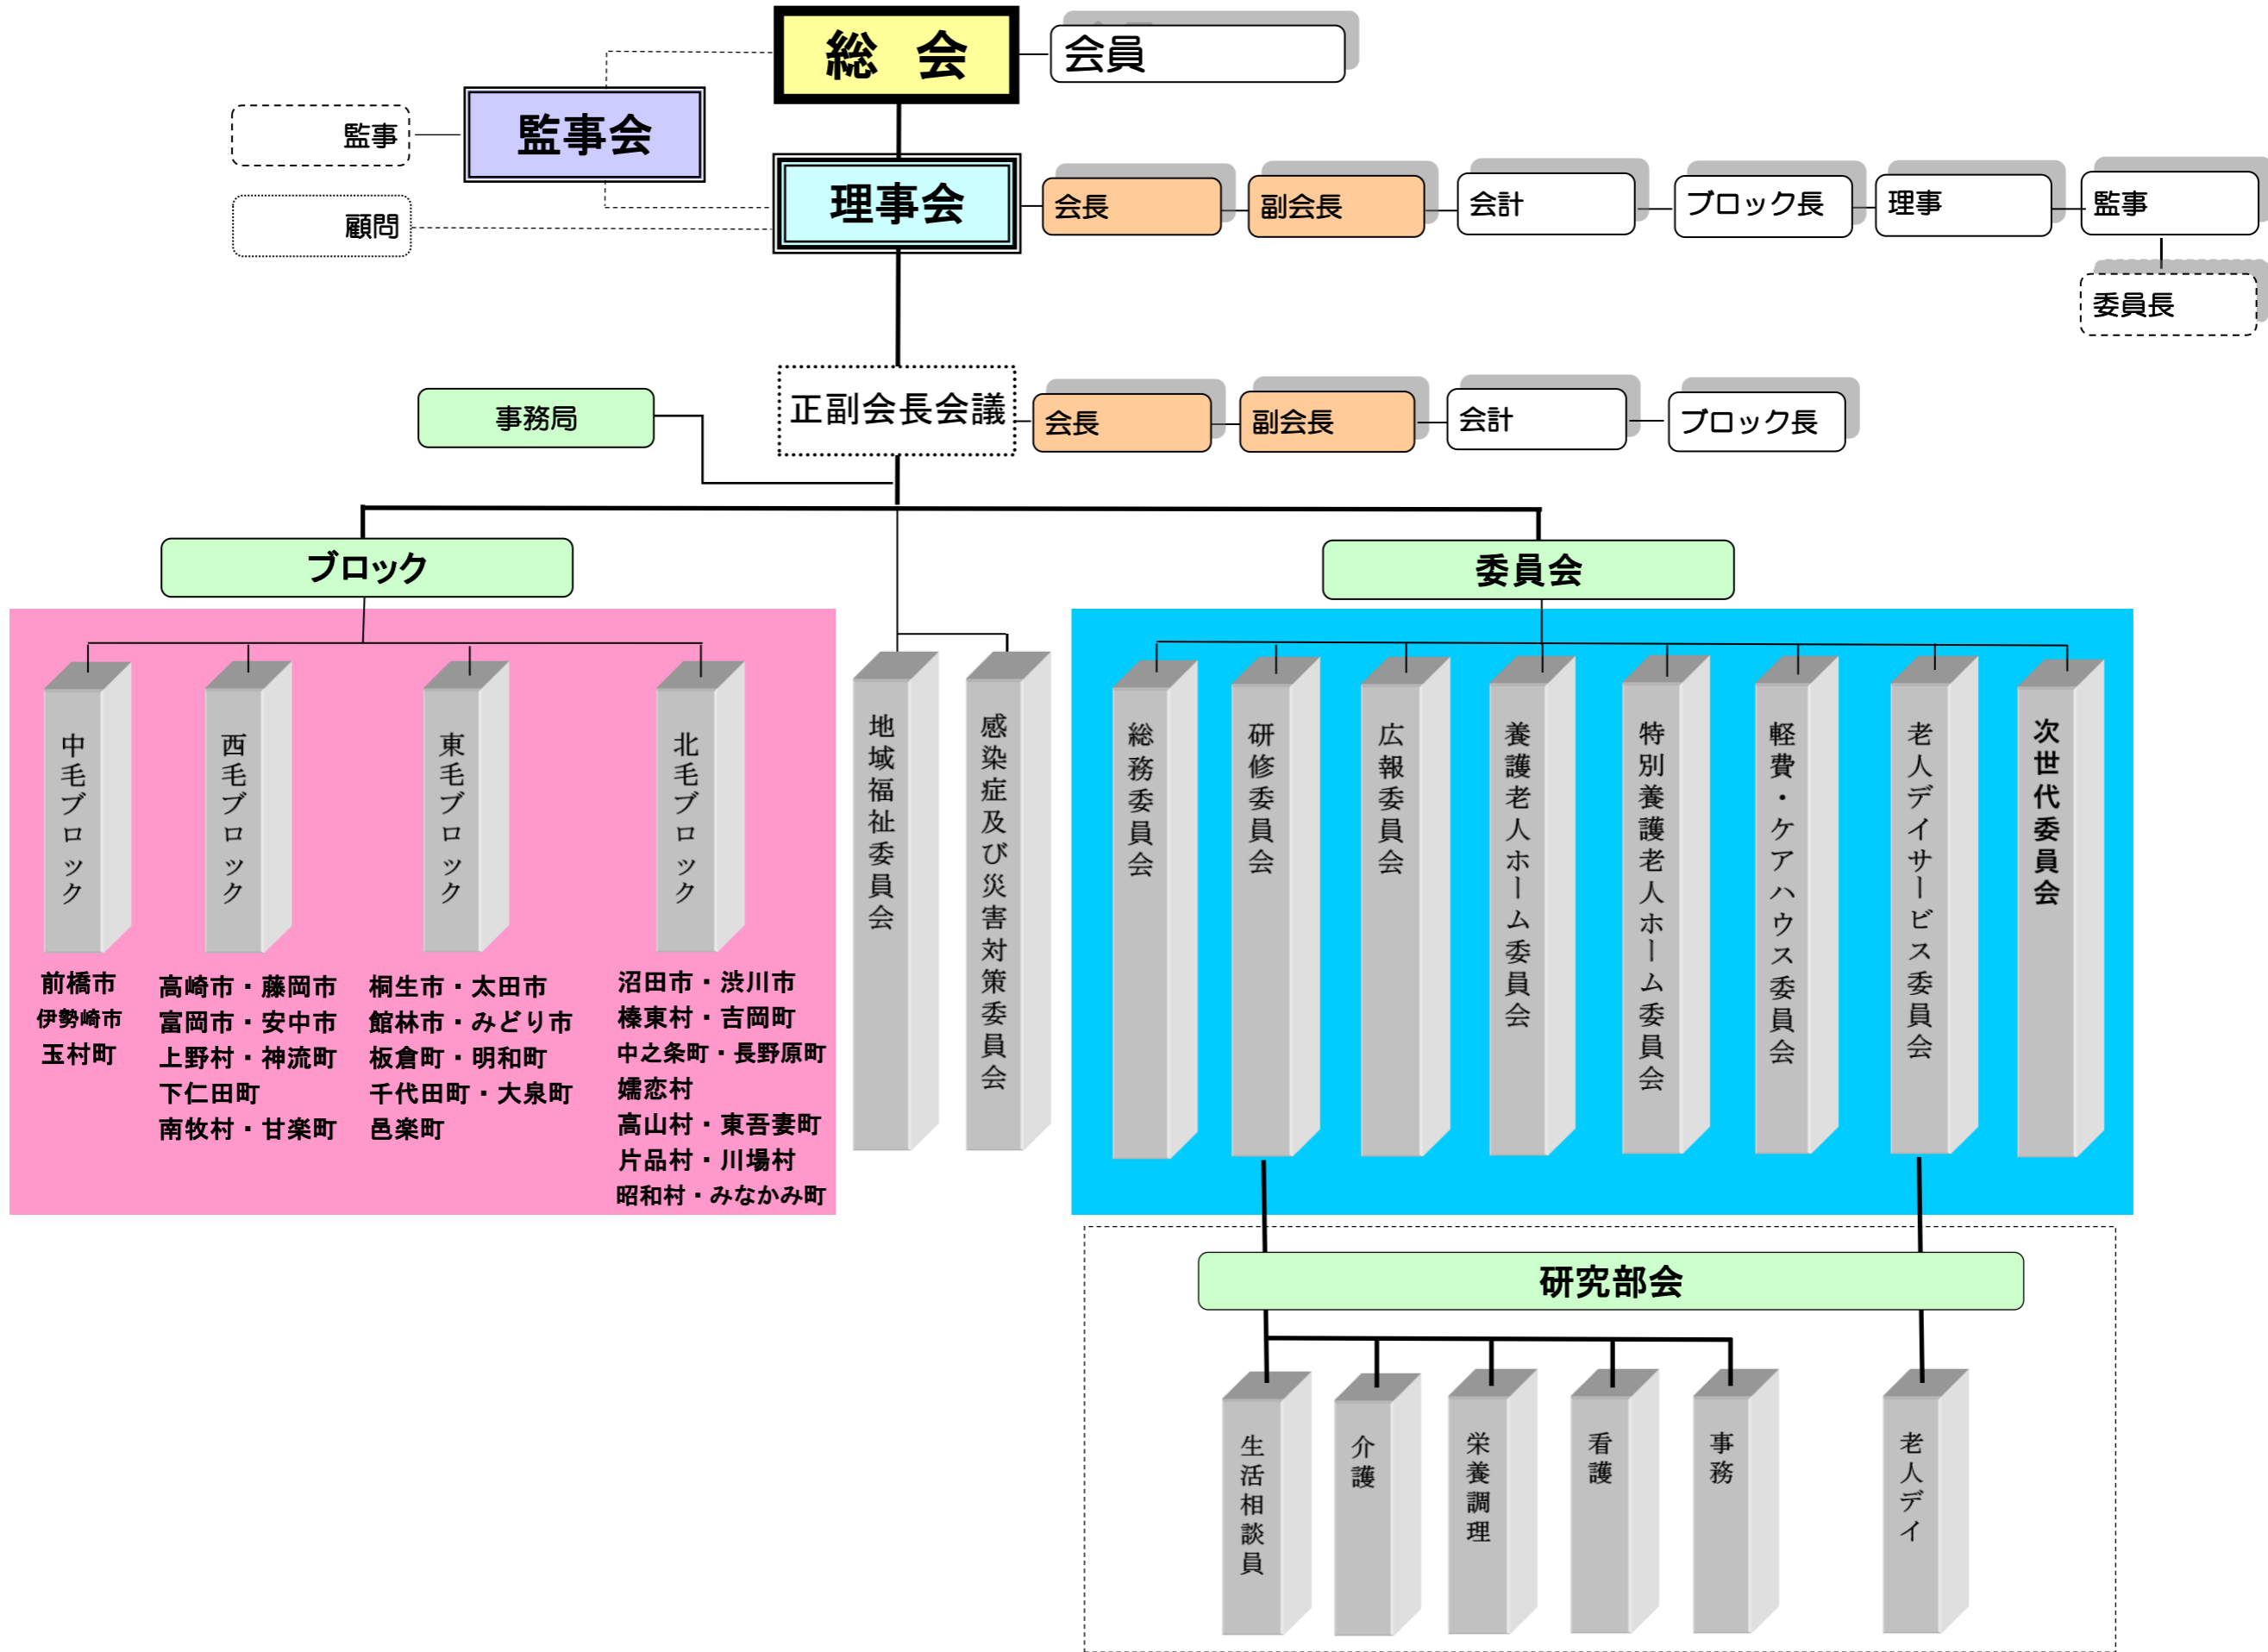 総　会
会員
監事会
監事
理事会
会長
副会長
会計
ブロック長
理事
監事
顧問
委員長
正副会長会議
会長
副会長
会計
ブロック長
事務局
ブロック
委員会
中毛ブロック
西毛ブロック
東毛ブロック
北毛ブロック
地域福祉委員会
感染症及び災害対策委員会
総務委員会
研修委員会
広報委員会
養護老人ホーム委員会
特別養護老人ホーム委員会
軽費・ケアハウス委員会
老人デイサービス委員会
次世代委員会
前橋市
伊勢崎市
玉村町
高崎市・藤岡市
富岡市・安中市
上野村・神流町
下仁田町
南牧村・甘楽町
桐生市・太田市
館林市・みどり市
板倉町・明和町
千代田町・大泉町
邑楽町
沼田市・渋川市
榛東村・吉岡町
中之条町・長野原町
嬬恋村
高山村・東吾妻町
片品村・川場村
昭和村・みなかみ町
研究部会
生活相談員
介護
栄養調理
看護
事務
老人デイ